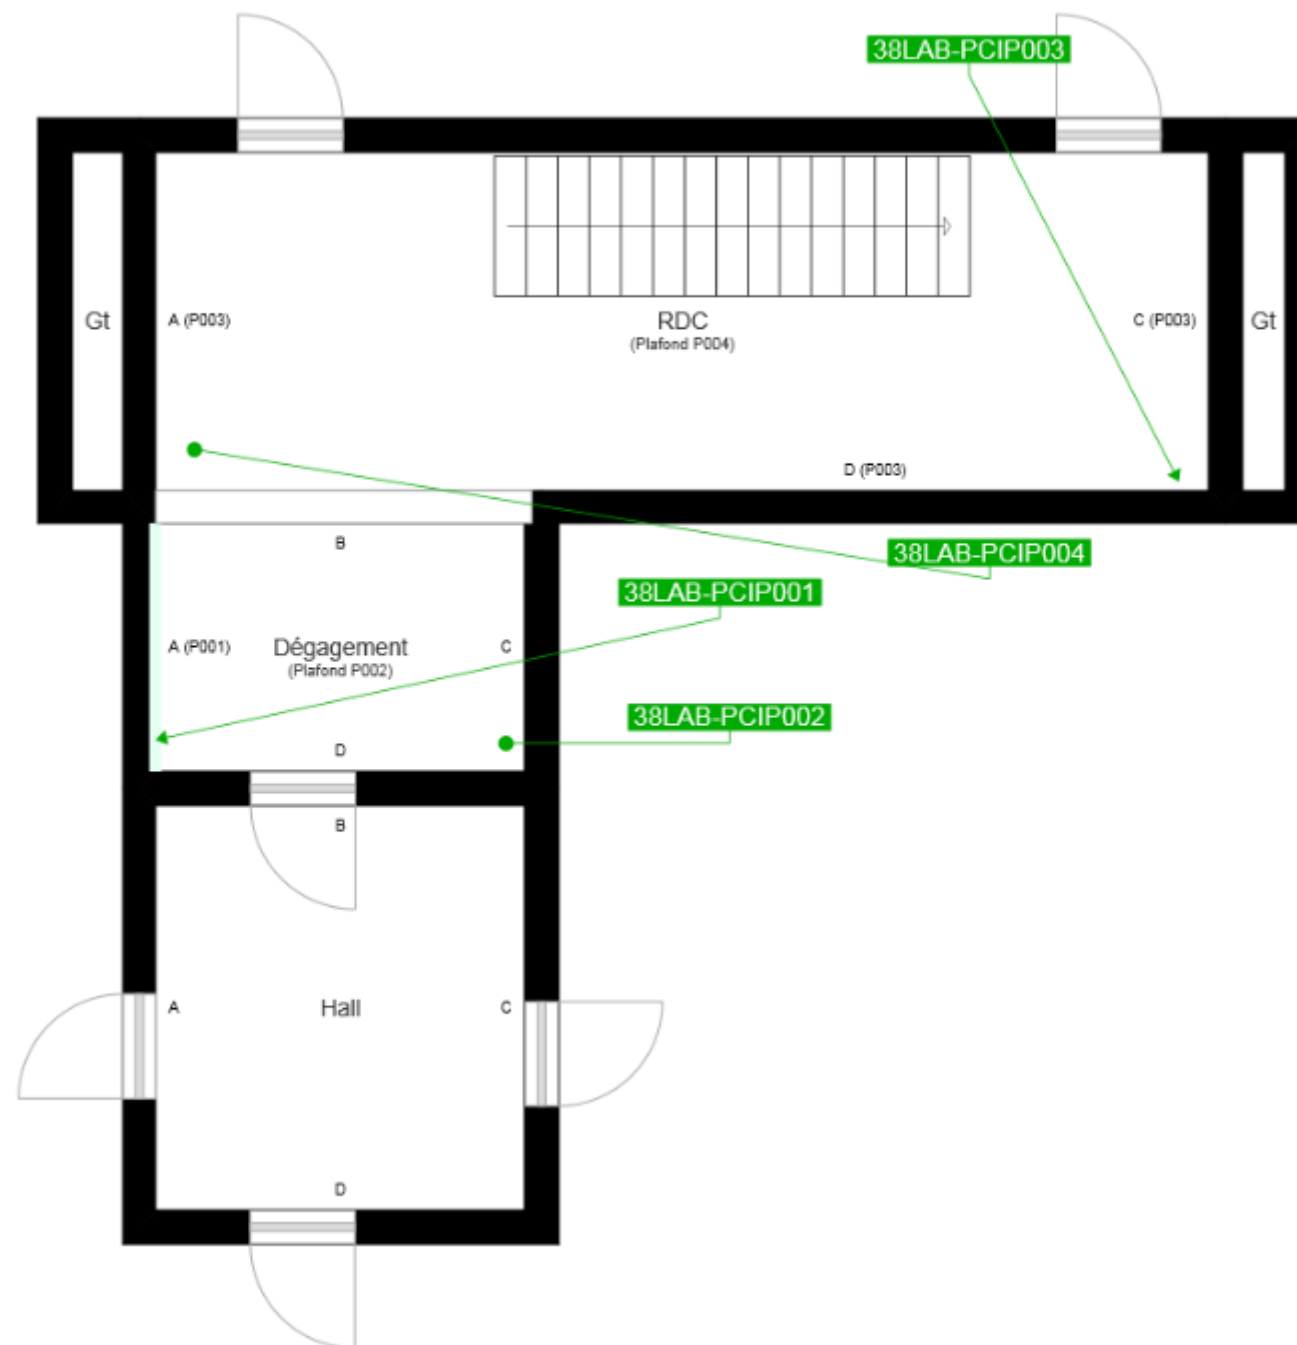 38LAB-PCIP003
Gt
A (P003)
RDC
(Plafond P004)
C (P003)
Gt
D (P003)
B
38LAB-PCIP004
38LAB-PCIP001
A (P001)
Dégagement
(Plafond P002)
C
38LAB-PCIP002
D
B
A
Hall
C
D